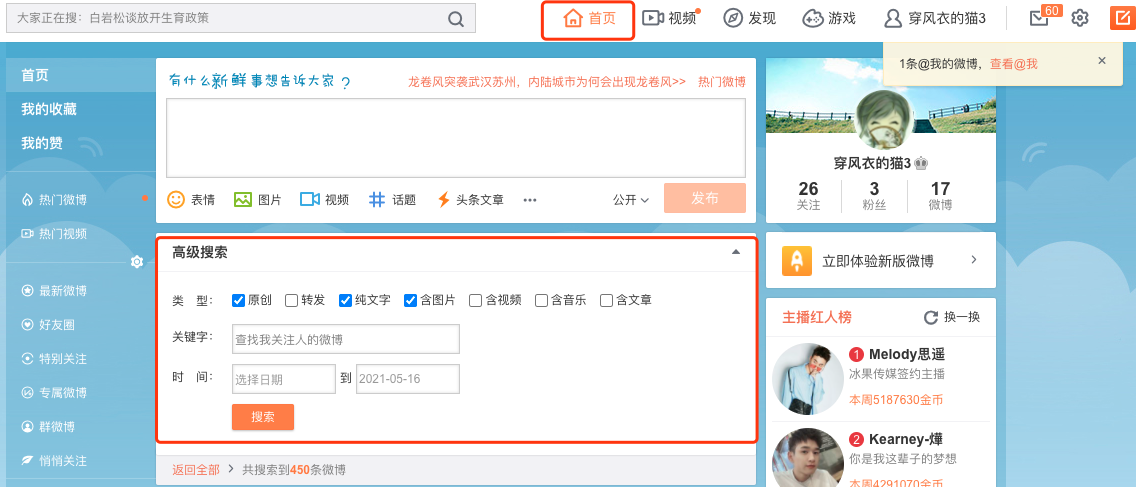 大家正在搜：白岩松谈放开生育政策
首页
视频
发现
游戏
穿风衣的猫3
60
1条@我的微博，查看@我
×
首页
我的收藏
我的赞
热门微博
热门视频
最新微博
好友圈
特别关注
专属微博
群微博
悄悄关注
有什么新鲜事想告诉大家？
龙卷风突袭武汉苏州，内陆城市为何会出现龙卷风>> 热门微博
表情 图片 视频 话题 头条文章 ••• 公开 发布
高级搜索
类 型： 原创 转发 纯文字 含图片 含视频 含音乐 含文章
关键字： 查找我关注人的微博
时 间： 选择日期 到 2021-05-16
搜索
返回全部 > 共搜索到450条微博
穿风衣的猫3
26 3 17
关注 粉丝 微博
立即体验新版微博 >
主播红人榜 换一换
1 Melody思遥
冰果传媒签约主播
本周5187630金币
2 Kearney-燁
你是我这辈子的梦想
本周4291070金币